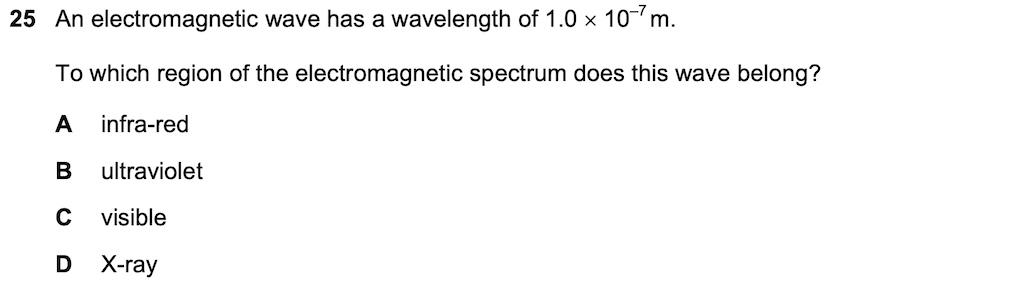 25 An electromagnetic wave has a wavelength of 1.0 × 10⁻⁷ m.
To which region of the electromagnetic spectrum does this wave belong?
A infra-red
B ultraviolet
C visible
D X-ray